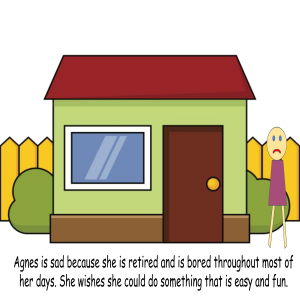 Agnes is sad because she is retired and is bored throughout most of
her days. She wishes she could do something that is easy and fun.